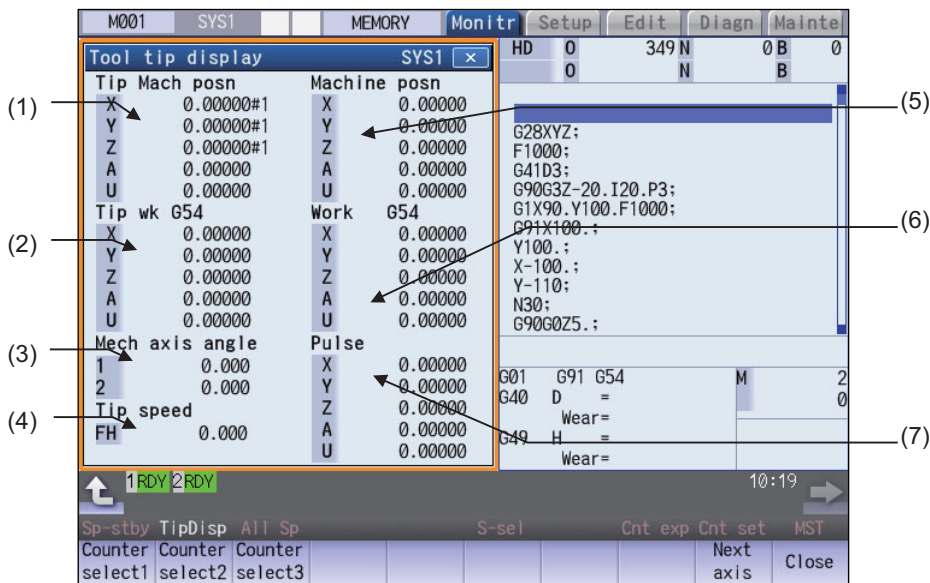 M001 SYS1 MEMORY Monitr Setup Edit Diagn Mainte
Tool tip display SYS1 ×
Tip Mach posn
X 0.00000#1
Y 0.00000#1
Z 0.00000#1
A 0.00000
U 0.00000
Machine posn
X 0.00000
Y 0.00000
Z 0.00000
A 0.00000
U 0.00000
Tip wk G54
X 0.00000
Y 0.00000
Z 0.00000
A 0.00000
U 0.00000
Work G54
X 0.00000
Y 0.00000
Z 0.00000
A 0.00000
U 0.00000
Mech axis angle
1 0.000
2 0.000
Tip speed
FH 0.000
Pulse
X 0.00000
Y 0.00000
Z 0.00000
A 0.00000
U 0.00000
HD O 349 N 0 B 0
O N B
G28XYZ;
F1000;
G41D3;
G90G3Z-20.I20.P3;
G1X90.Y100.F1000;
G91X100.;
Y100.;
X-100.;
Y-110;
N30;
G90G0Z5.;
G01 G91 G54 M 2
G40 D = 0
Wear=
G49 H =
Wear=
1RDY 2RDY 10:19
Sp-stby TipDisp All Sp S-sel Cnt exp Cnt set MST
Counter select1
Counter select2
Counter select3
Next axis
Close
(1)
(2)
(3)
(4)
(5)
(6)
(7)